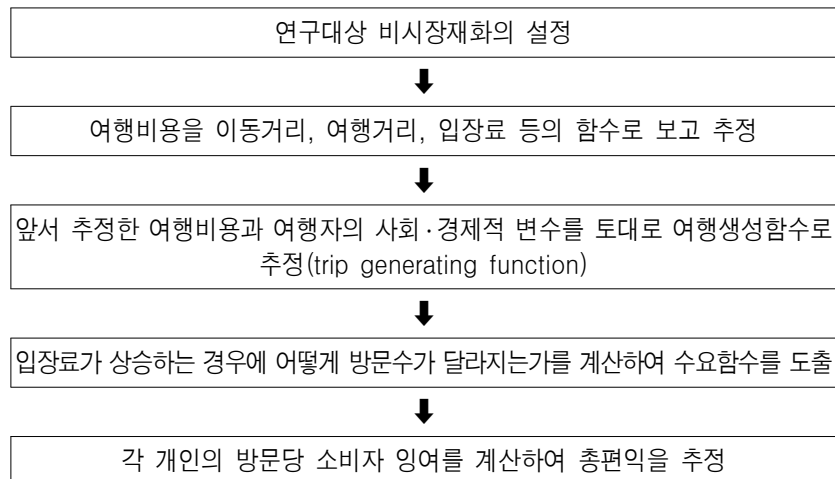 연구대상 비시장재화의 설정
여행비용을 이동거리, 여행거리, 입장료 등의 함수로 보고 추정
앞서 추정한 여행비용과 여행자의 사회·경제적 변수를 토대로 여행생성함수로
추정(trip generating function)
입장료가 상승하는 경우에 어떻게 방문수가 달라지는가를 계산하여 수요함수를 도출
각 개인의 방문당 소비자 잉여를 계산하여 총편익을 추정